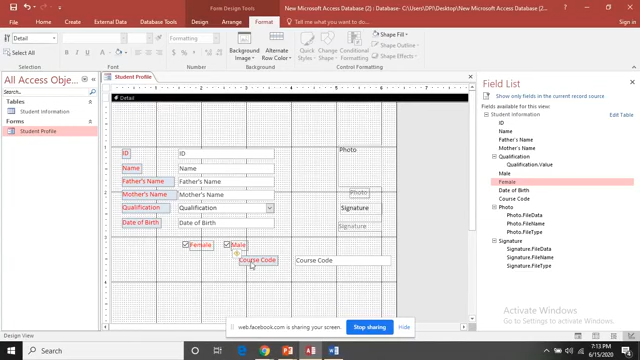 Form Design Tools
New Microsoft Access Database (2) : Database- C:\Users\DPI\Desktop\New Microsoft Access Database (2...
Sign in
File Home Create External Data Database Tools Design Arrange Format Tell me what you want to do...
Detail
Select All
Formatting
Background Image
Alternate Row Color
Quick Styles
Change Shape
Conditional Formatting
Shape Fill
Shape Outline
Shape Effects
Selection
Font
Number
Background
Control Formatting
All Access Obje...
Search...
Tables
Student Information
Forms
Student Profile
Student Profile
Detail
ID ID
Name Name
Father's Name Father's Name
Mother's Name Mother's Name
Qualification Qualification
Date of Birth Date of Birth
Female Male
Course Code Course Code
Photo
Photo
Signature
Signature
Field List
Show only fields in the current record source
Fields available for this view:
Student Information Edit Table
ID
Name
Father's Name
Mother's Name
Qualification
Qualification.Value
Male
Female
Date of Birth
Course Code
Photo
Photo.FileData
Photo.FileName
Photo.FileType
Signature
Signature.FileData
Signature.FileName
Signature.FileType
Activate Windows
Go to Settings to activate Windows.
web.facebook.com is sharing your screen.
Stop sharing
Hide
Design View
Search
7:13 PM
6/15/2020